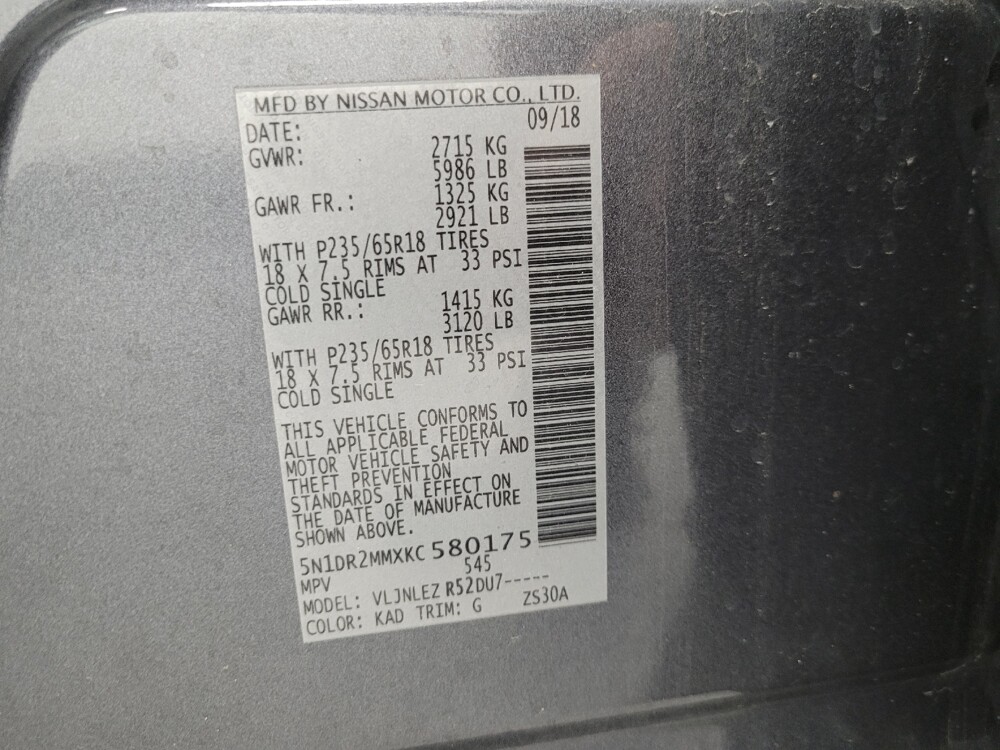 MFD BY NISSAN MOTOR CO., LTD.
DATE: 09/18
GVWR: 2715 KG
5986 LB
GAWR FR.: 1325 KG
2921 LB
WITH P235/65R18 TIRES
18 X 7.5 RIMS AT 33 PSI
COLD SINGLE
GAWR RR.: 1415 KG
3120 LB
WITH P235/65R18 TIRES
18 X 7.5 RIMS AT 33 PSI
COLD SINGLE
THIS VEHICLE CONFORMS TO
ALL APPLICABLE FEDERAL
MOTOR VEHICLE SAFETY AND
THEFT PREVENTION
STANDARDS IN EFFECT ON
THE DATE OF MANUFACTURE
SHOWN ABOVE.
5N1DR2MMXKC 580175
MPV 545
MODEL: VLJNLEZ R52DU7-----
COLOR: KAD TRIM: G ZS30A